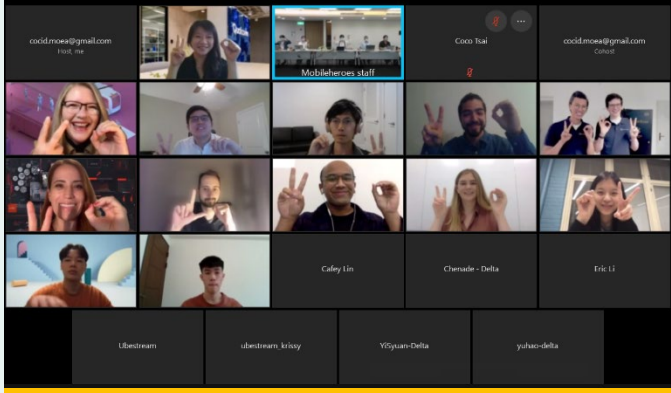 cocid.moea@gmail.com
Host, me
Mobileheroes staff
Coco Tsai
cocid.moea@gmail.com
Cohost
Cafey Lin
Chenade - Delta
Eric Li
Ubestream
ubestream_krissy
YiSyuan-Delta
yuhao-delta